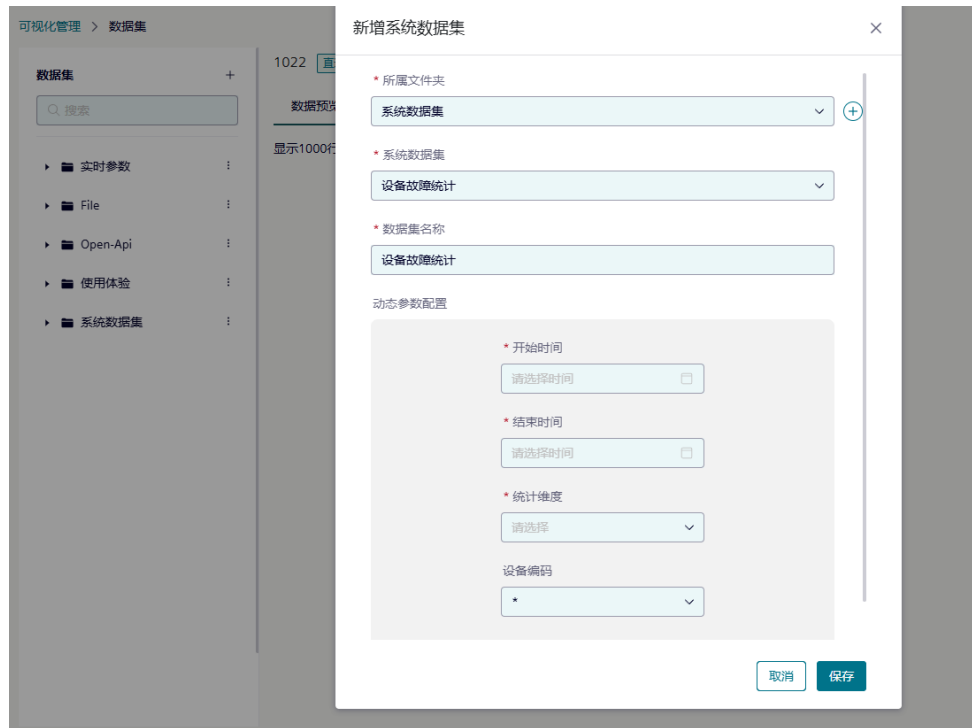 可视化管理 > 数据集
数据集 +
搜索
实时参数
File
Open-Api
使用体验
系统数据集
1022 直
数据预览
显示1000行
新增系统数据集
* 所属文件夹
系统数据集
* 系统数据集
设备故障统计
* 数据集名称
设备故障统计
动态参数配置
* 开始时间
请选择时间
* 结束时间
请选择时间
* 统计维度
请选择
设备编码
*
取消 保存